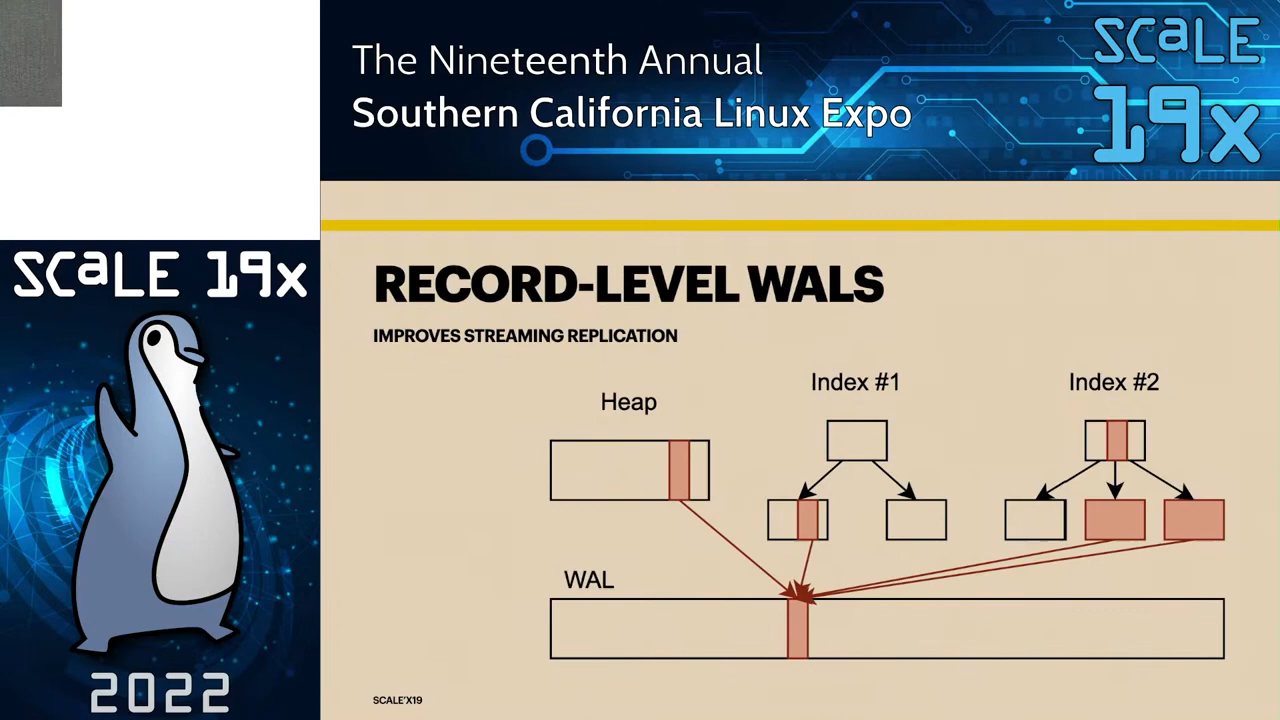 The Nineteenth Annual
Southern California Linux Expo
SCaLE
19x
SCaLE 19x
2022
RECORD-LEVEL WALS
IMPROVES STREAMING REPLICATION
Heap
Index #1
Index #2
WAL
SCALE'X19